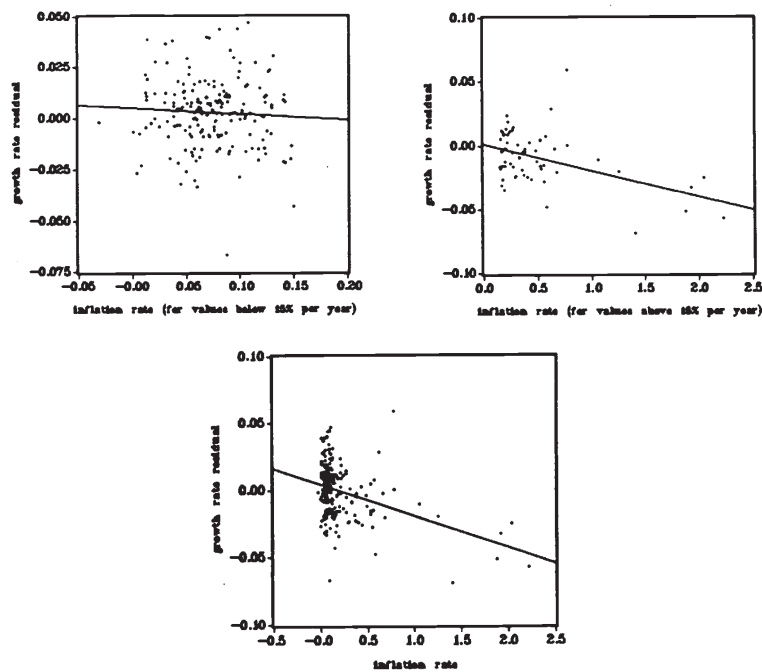 0.050
0.025
0.000
−0.025
−0.050
−0.075
growth rate residual
−0.05 −0.00 0.05 0.10 0.15 0.20
inflation rate (for values below 15% per year)
0.10
0.05
0.00
−0.05
−0.10
growth rate residual
0.0 0.5 1.0 1.5 2.0 2.5
inflation rate (for values above 15% per year)
0.10
0.05
0.00
−0.05
−0.10
growth rate residual
−0.5 −0.0 0.5 1.0 1.5 2.0 2.5
inflation rate